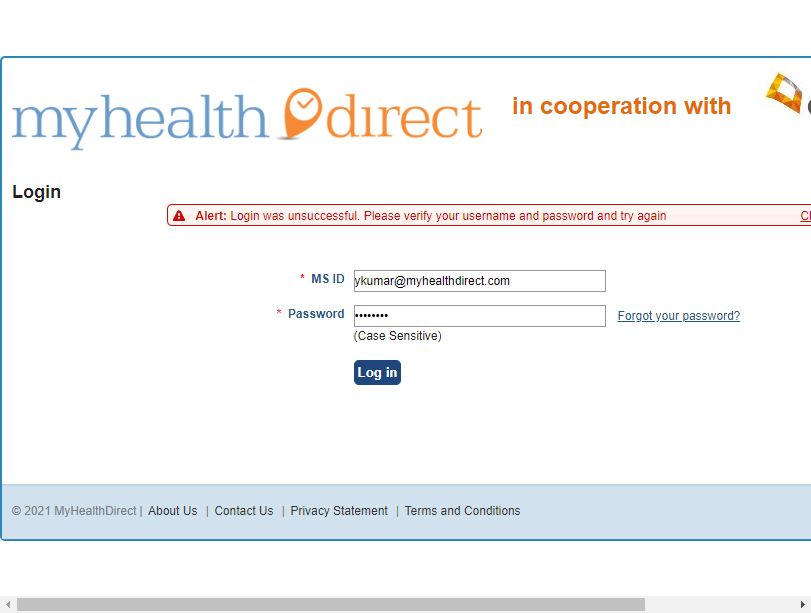 myhealth direct
in cooperation with
Login
Alert: Login was unsuccessful. Please verify your username and password and try again
* MS ID
ykumar@myhealthdirect.com
* Password
••••••••
Forgot your password?
(Case Sensitive)
Log in
© 2021 MyHealthDirect | About Us | Contact Us | Privacy Statement | Terms and Conditions